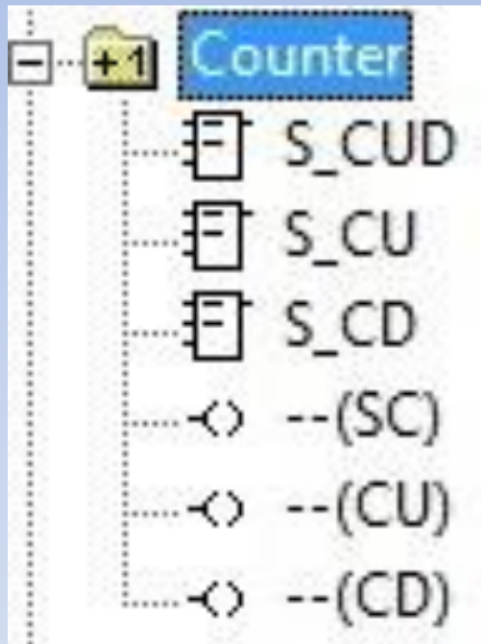 +1 Counter
S_CUD
S_CU
S_CD
--(SC)
--(CU)
--(CD)